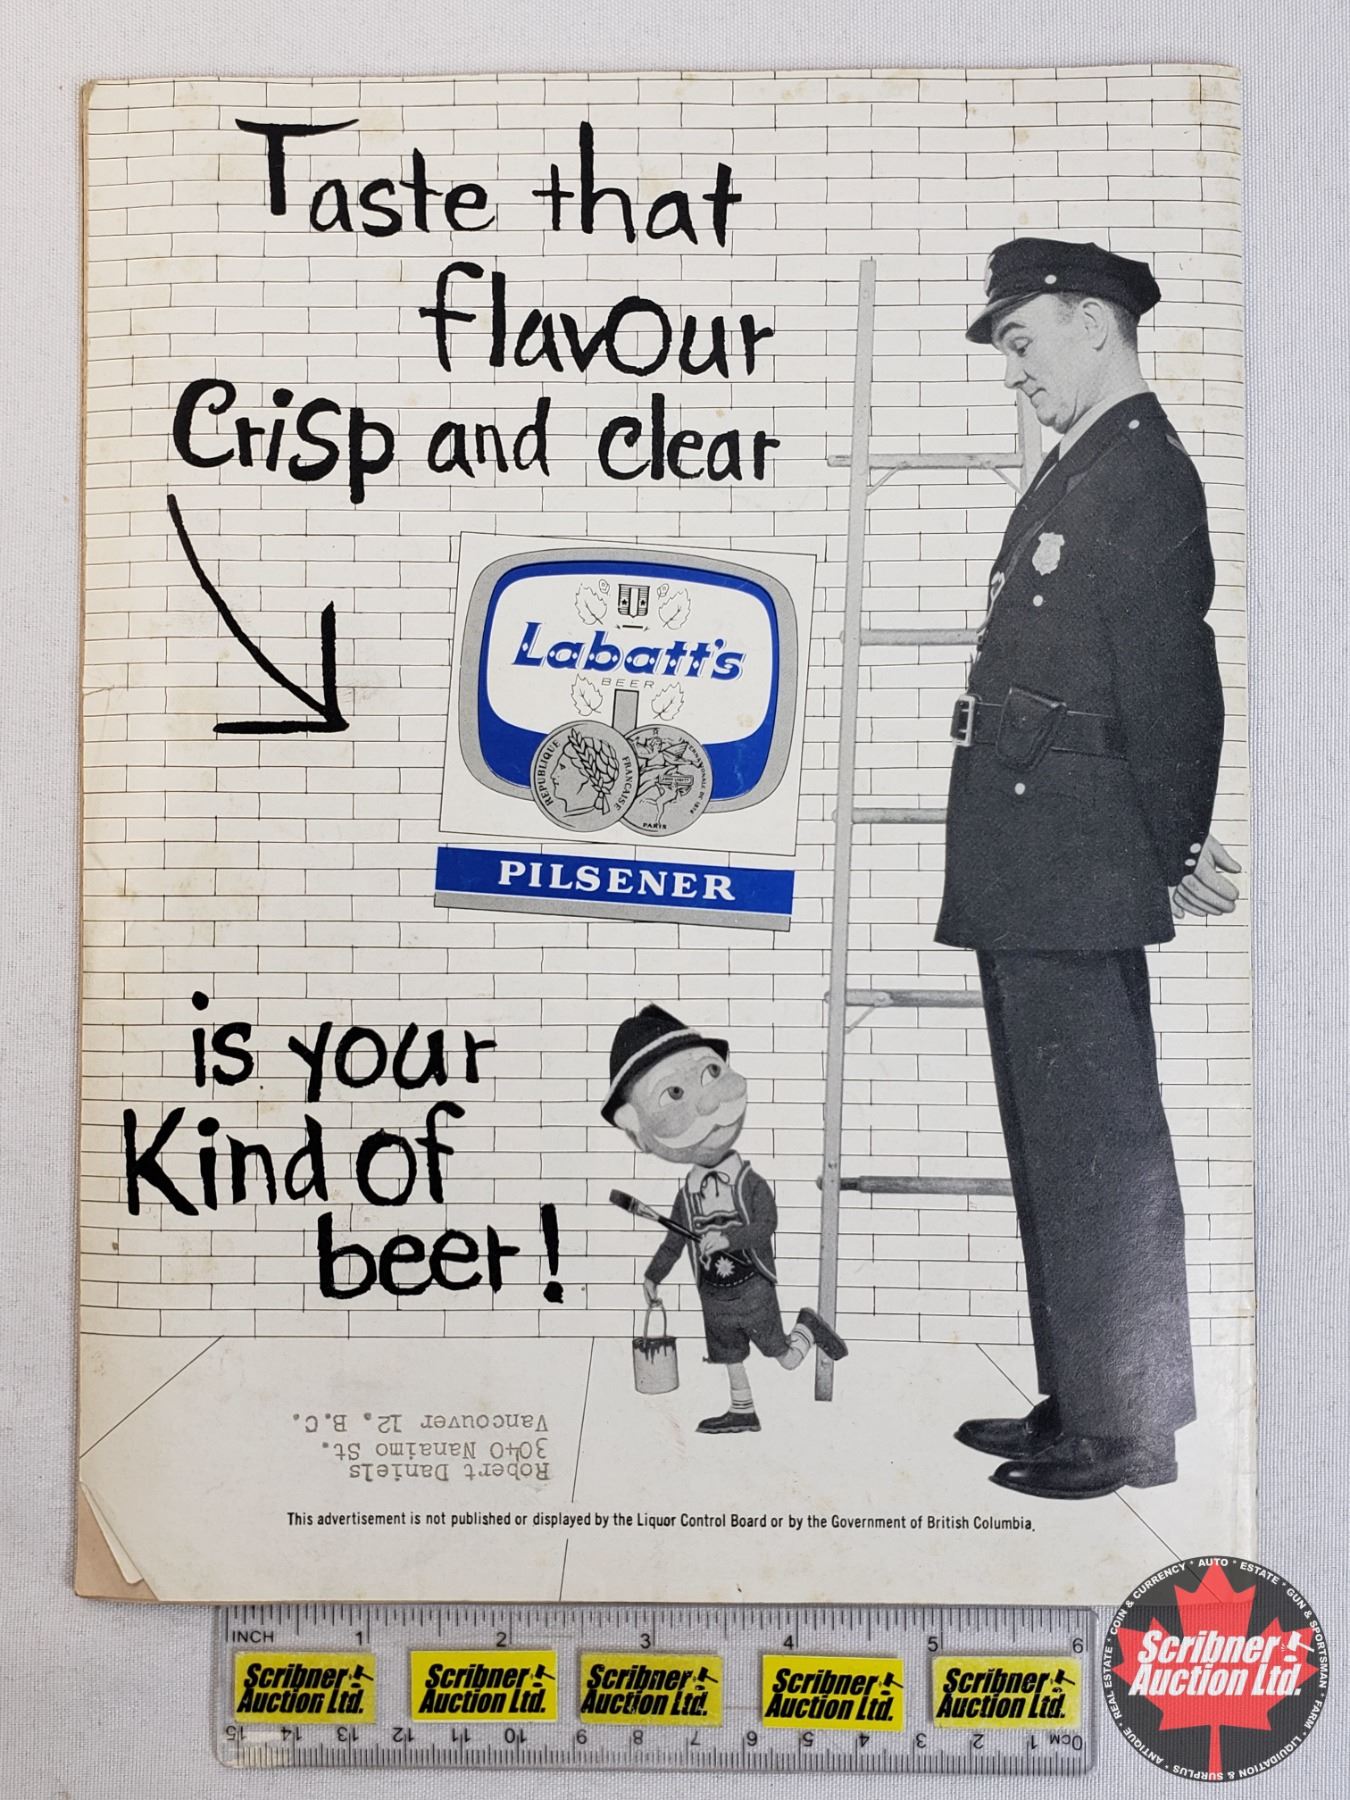 Taste that
flavour
Crisp and clear
Labatt's
BEER
REPUBLIQUE FRANCAISE
PARIS
PILSENER
is your
Kind of
beer!
Robert Daniels
3040 Nanaimo St.
Vancouver 12, B.C.
This advertisement is not published or displayed by the Liquor Control Board or by the Government of British Columbia.
INCH 1 2 3 4 5 6
Scribner Auction Ltd.
Scribner Auction Ltd.
Scribner Auction Ltd.
Scribner Auction Ltd.
Scribner Auction Ltd.
15 14 13 12 11 10 9 8 7 6 5 4 3 2 1 0CM
COIN & CURRENCY * AUTO * ESTATE * GUN & SPORTSMAN * FARM * LIQUIDATION & SURPLUS * ANTIQUE * REAL ESTATE *
Scribner
Auction Ltd.